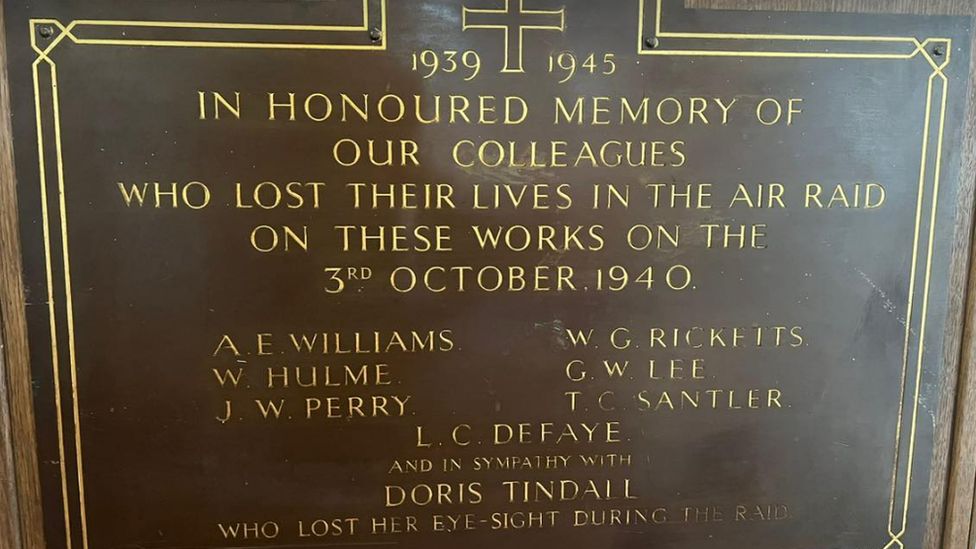 1939 1945
IN HONOURED MEMORY OF
OUR COLLEAGUES
WHO LOST THEIR LIVES IN THE AIR RAID
ON THESE WORKS ON THE
3RD OCTOBER. 1940.
A. E. WILLIAMS. W. G. RICKETTS.
W. HULME. G. W. LEE.
J. W. PERRY. T. C. SANTLER.
L. C. DEFAYE.
AND IN SYMPATHY WITH
DORIS TINDALL
WHO LOST HER EYE-SIGHT DURING THE RAID.